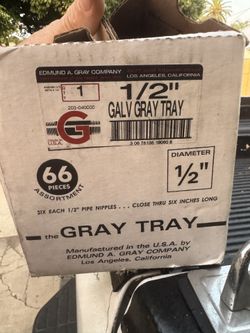 EDMUND A. GRAY COMPANY
LOS ANGELES, CALIFORNIA
1
203-040000
1/2"
GALV GRAY TRAY
G
U.S.A.
66
PIECES
ASSORTMENT
DIAMETER
1/2"
SIX EACH 1/2" PIPE NIPPLES . . . CLOSE THRU SIX INCHES LONG
the GRAY TRAY
Manufactured in the U.S.A. by
EDMUND A. GRAY COMPANY
Los Angeles, California